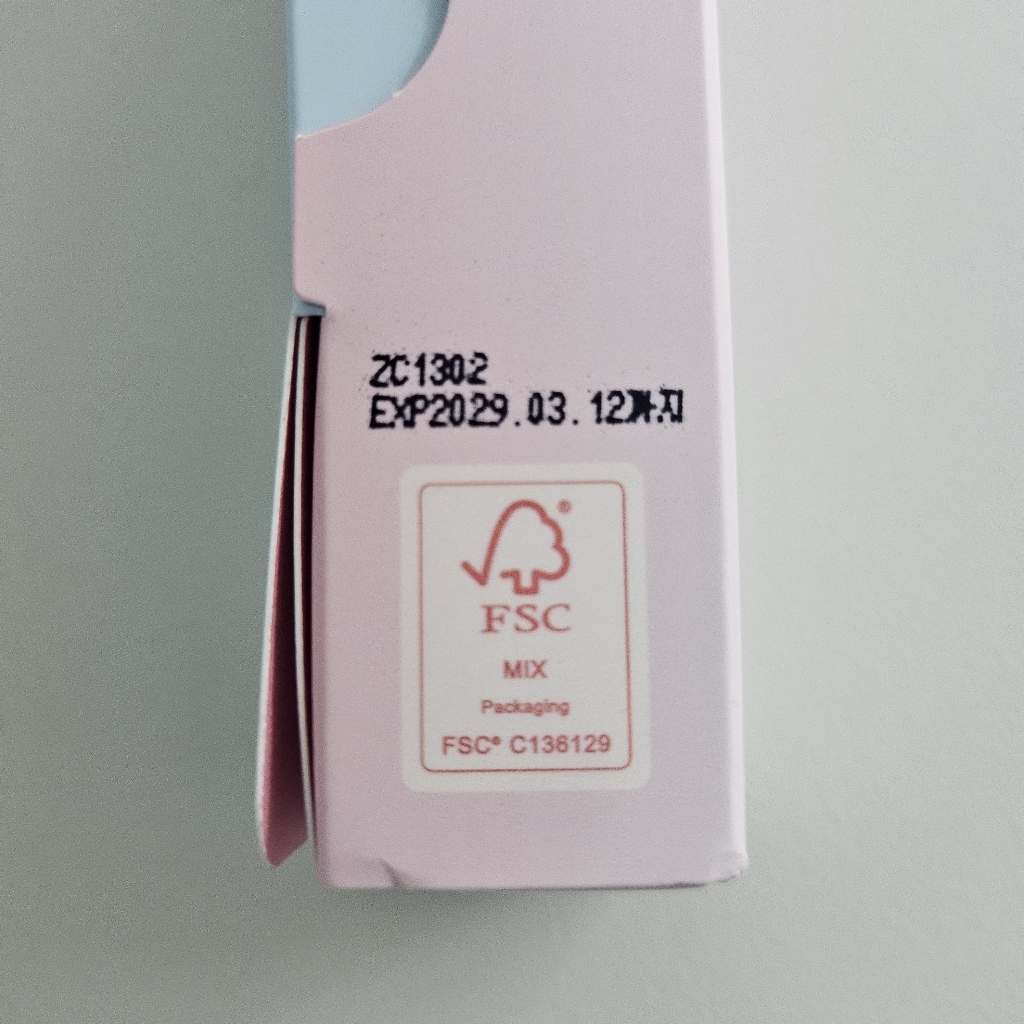 ZC1302
EXP2029.03.12까지
®
FSC
MIX
Packaging
FSC® C136129